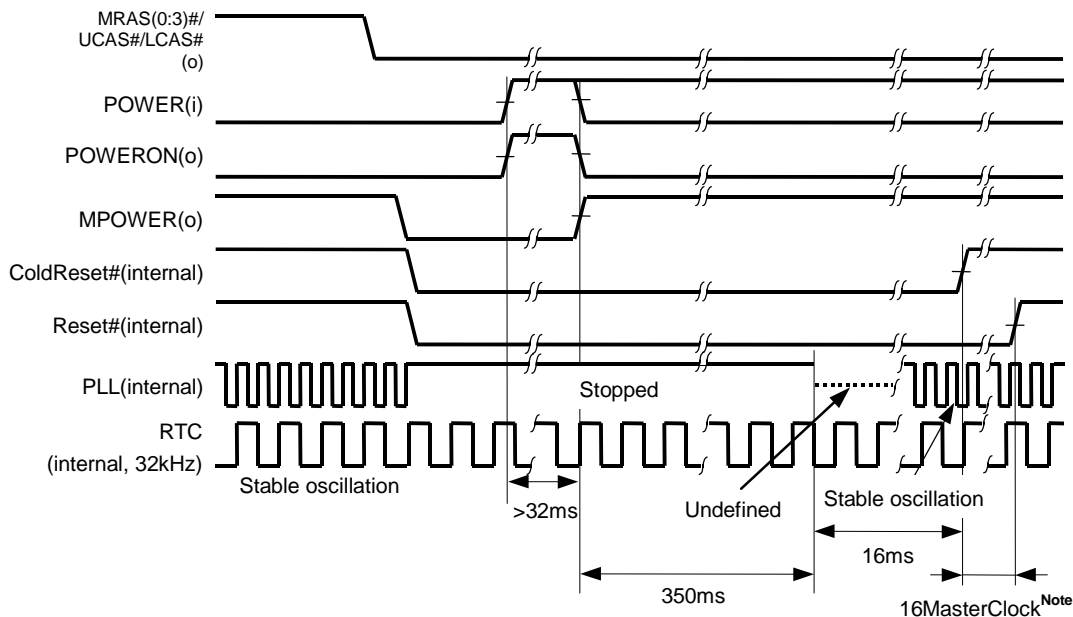 MRAS(0:3)#/
UCAS#/LCAS#
(o)
POWER(i)
POWERON(o)
MPOWER(o)
ColdReset#(internal)
Reset#(internal)
PLL(internal)
Stopped
RTC
(internal, 32kHz)
Stable oscillation
>32ms
Undefined
Stable oscillation
16ms
350ms
16MasterClockNote